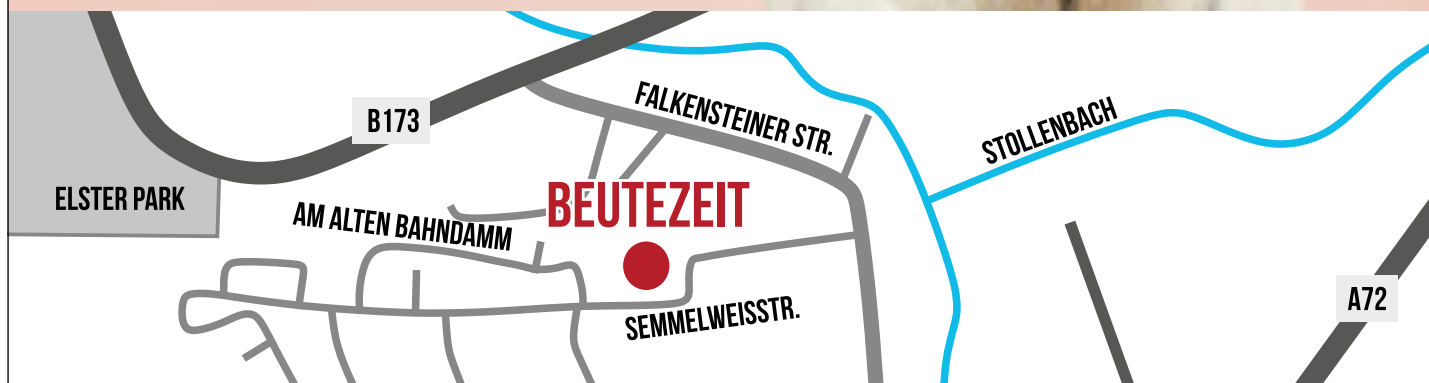 B173
FALKENSTEINER STR.
STOLLENBACH
ELSTER PARK
AM ALTEN BAHNDAMM
BEUTEZEIT
SEMMELWEISSTR.
A72